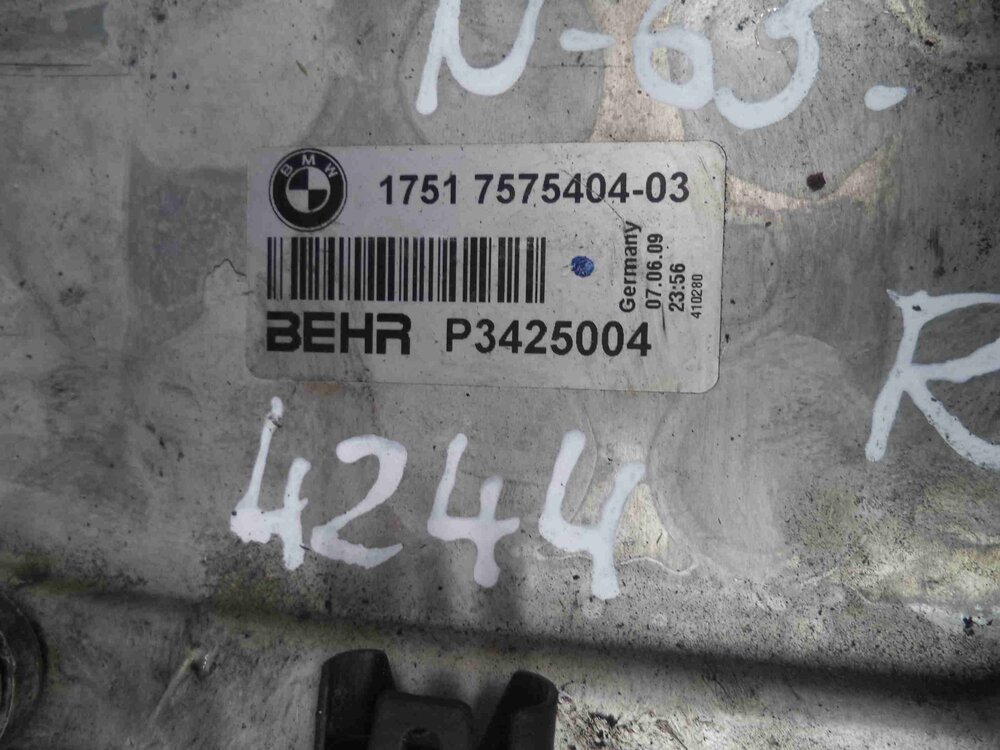 N-63.
BMW
1751 7575404-03
Germany
07.06.09
23:56
410280
BEHR P3425004
R
4244